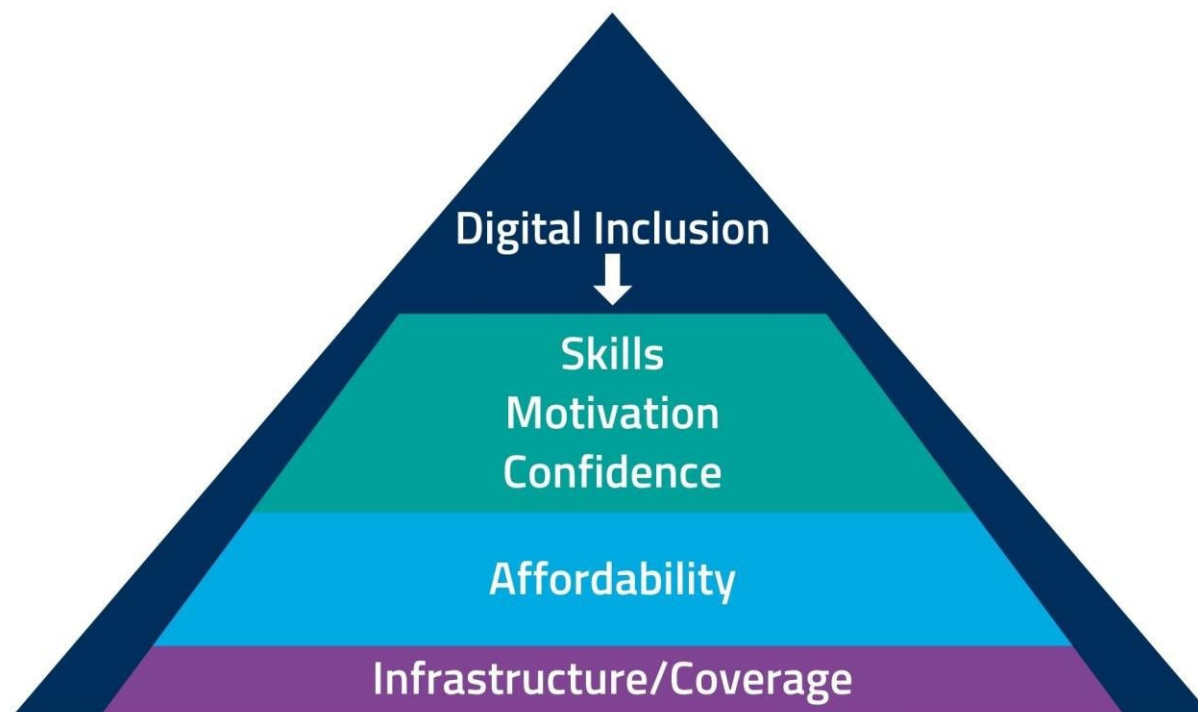 Digital Inclusion
Skills
Motivation
Confidence
Affordability
Infrastructure/Coverage